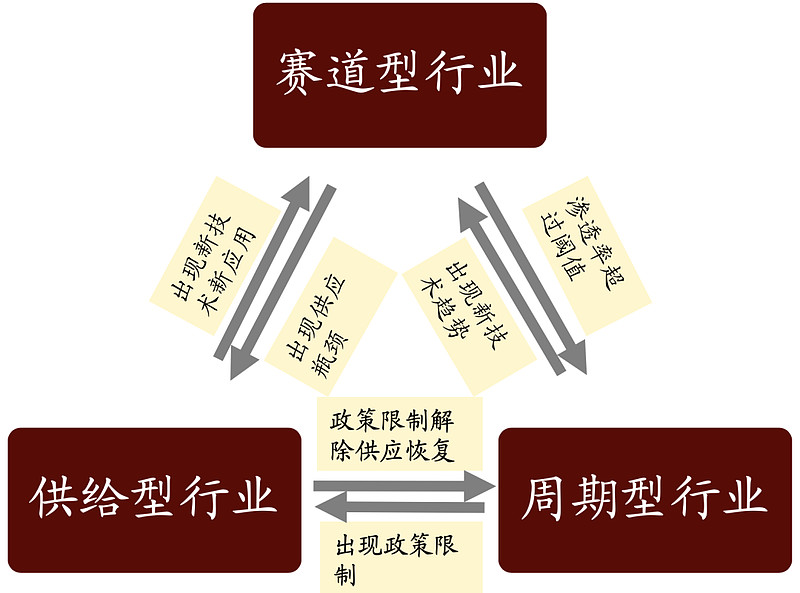 赛道型行业
出现新技
术新应用
出现供应
瓶颈
出现新技
术趋势
渗透率超
过阈值
政策限制解
除供应恢复
供给型行业
周期型行业
出现政策限
制